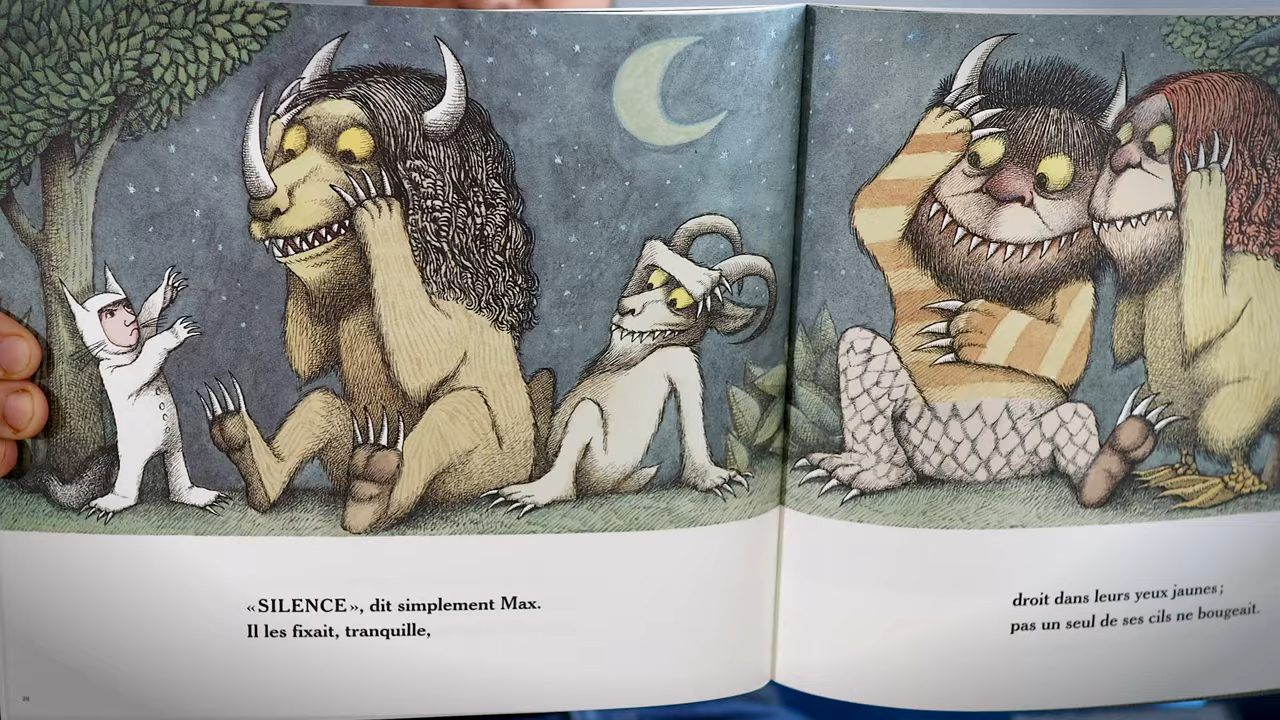 «SILENCE», dit simplement Max.
Il les fixait, tranquille,
droit dans leurs yeux jaunes;
pas un seul de ses cils ne bougeait.